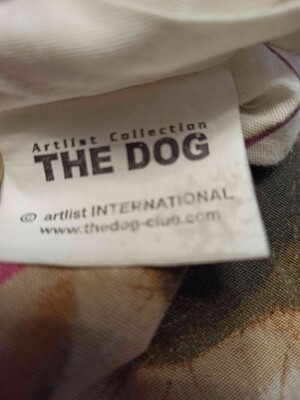 Artlist Collection
THE DOG
© artlist INTERNATIONAL
www.thedog-club.com